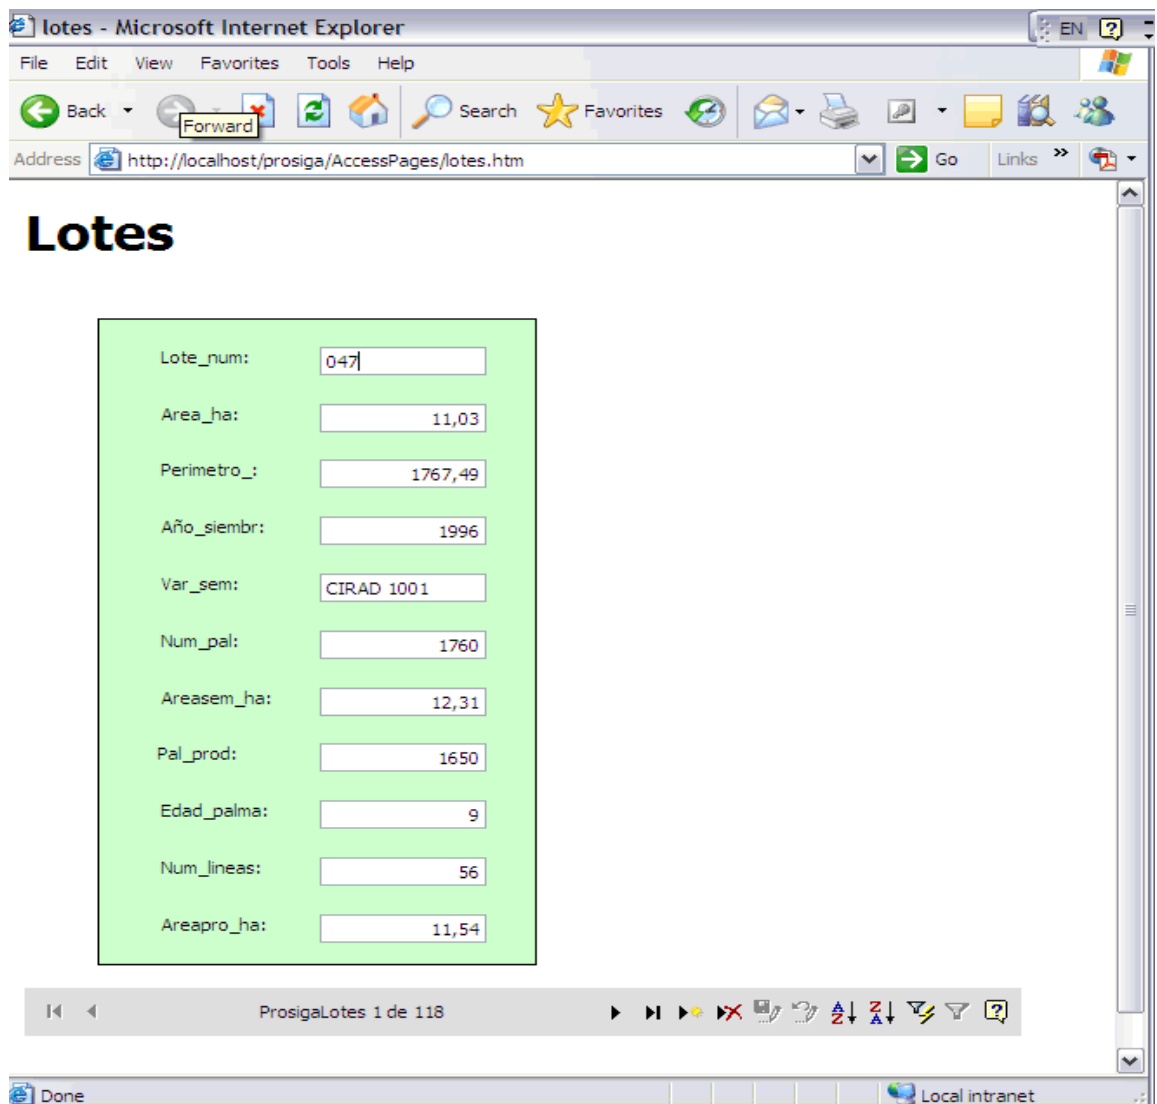 lotes - Microsoft Internet Explorer EN
File Edit View Favorites Tools Help
Back Search Favorites
Forward
Address http://localhost/prosiga/AccessPages/lotes.htm Go Links »
Lotes
Lote_num: 047
Area_ha: 11,03
Perimetro_: 1767,49
Año_siembr: 1996
Var_sem: CIRAD 1001
Num_pal: 1760
Areasem_ha: 12,31
Pal_prod: 1650
Edad_palma: 9
Num_lineas: 56
Areapro_ha: 11,54
ProsigaLotes 1 de 118
Done Local intranet